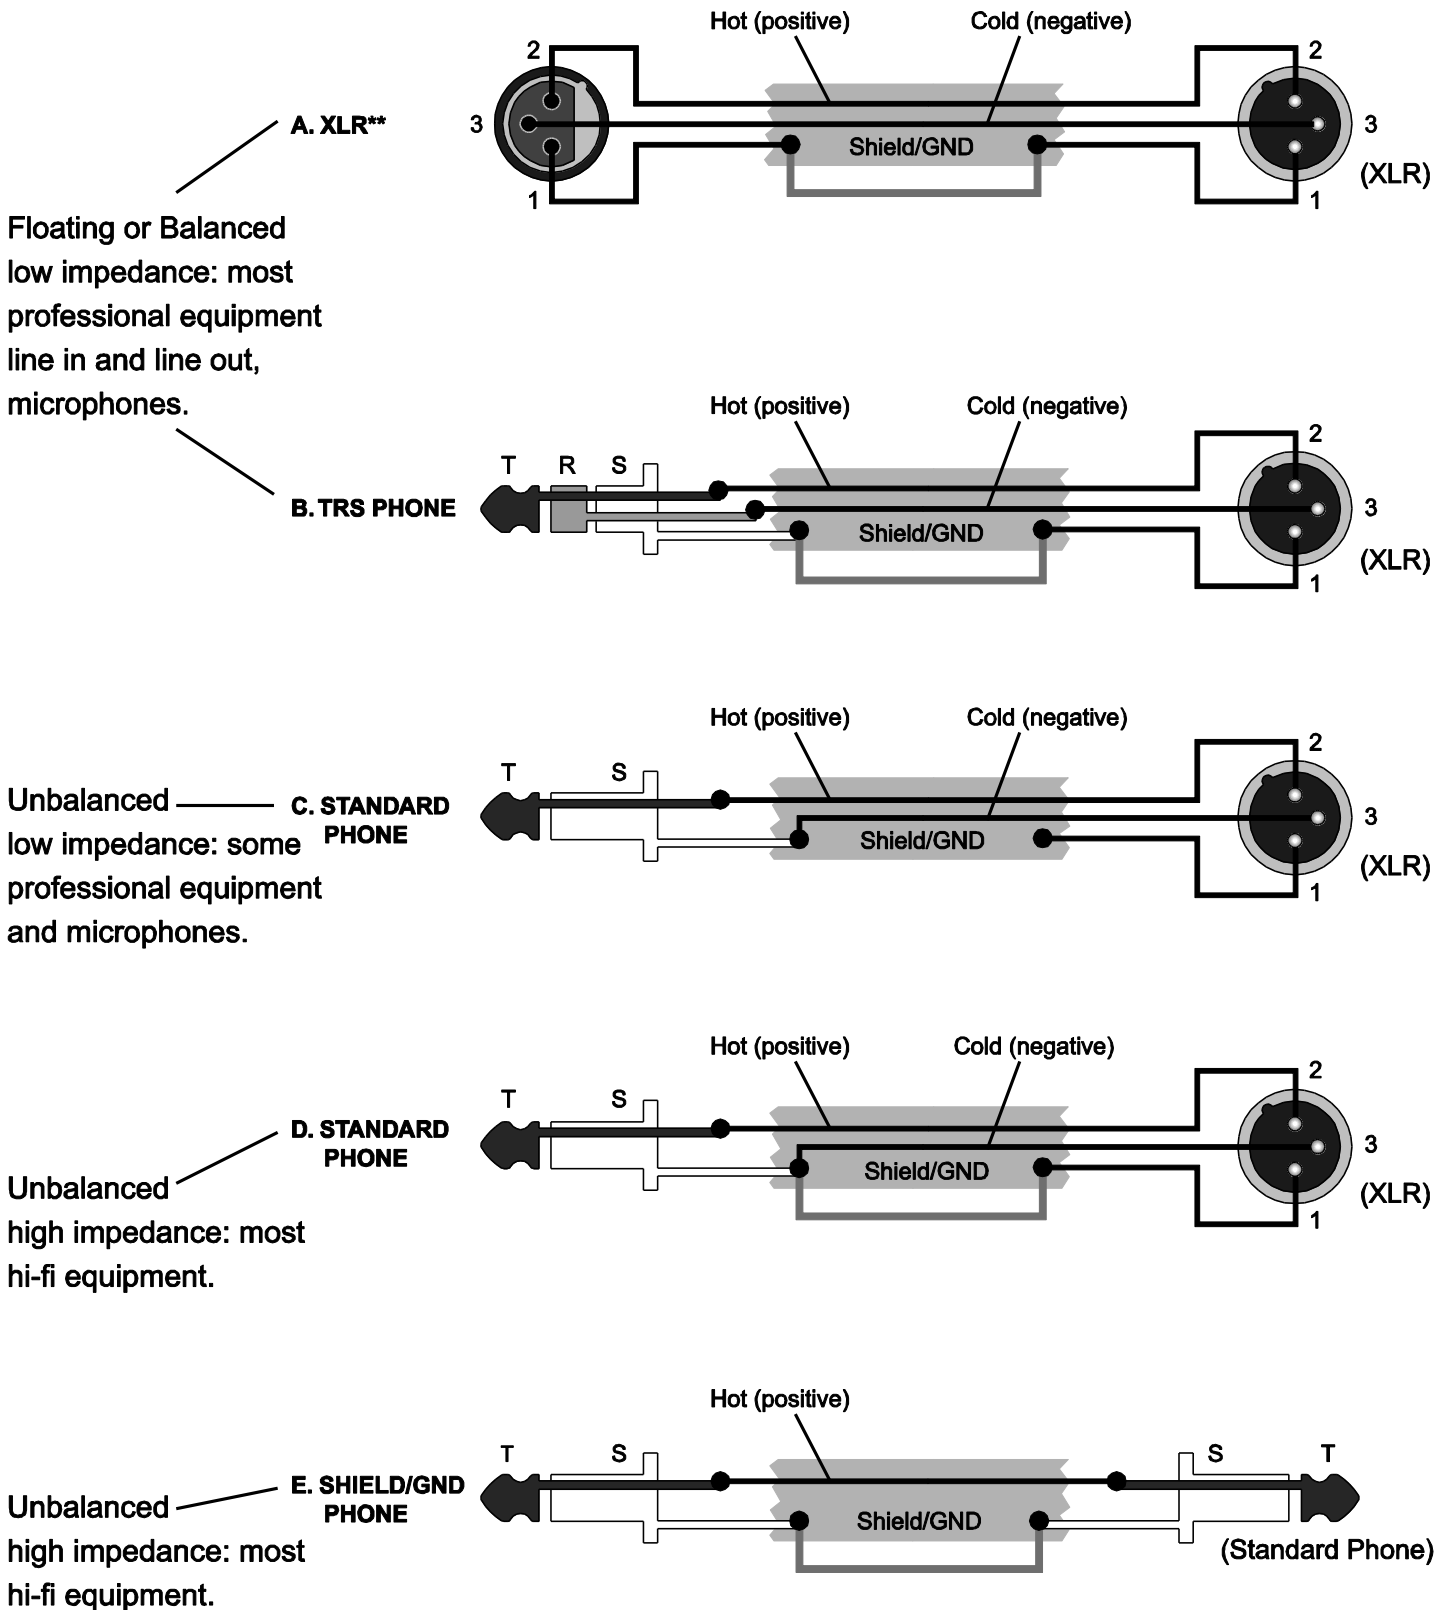 Hot (positive) Cold (negative)
2 2
A. XLR** 3 Shield/GND 3
(XLR)
1 1
Floating or Balanced
low impedance: most
professional equipment
line in and line out,
microphones.
Hot (positive) Cold (negative)
2
T R S
B. TRS PHONE 3
Shield/GND
(XLR)
1
Hot (positive) Cold (negative)
2
T S
Unbalanced C. STANDARD 3
PHONE Shield/GND
low impedance: some
(XLR)
professional equipment 1
and microphones.
Hot (positive) Cold (negative)
2
T S
D. STANDARD 3
PHONE Shield/GND
Unbalanced (XLR)
1
high impedance: most
hi-fi equipment.
Hot (positive)
T S S T
E. SHIELD/GND
Unbalanced PHONE Shield/GND
high impedance: most (Standard Phone)
hi-fi equipment.